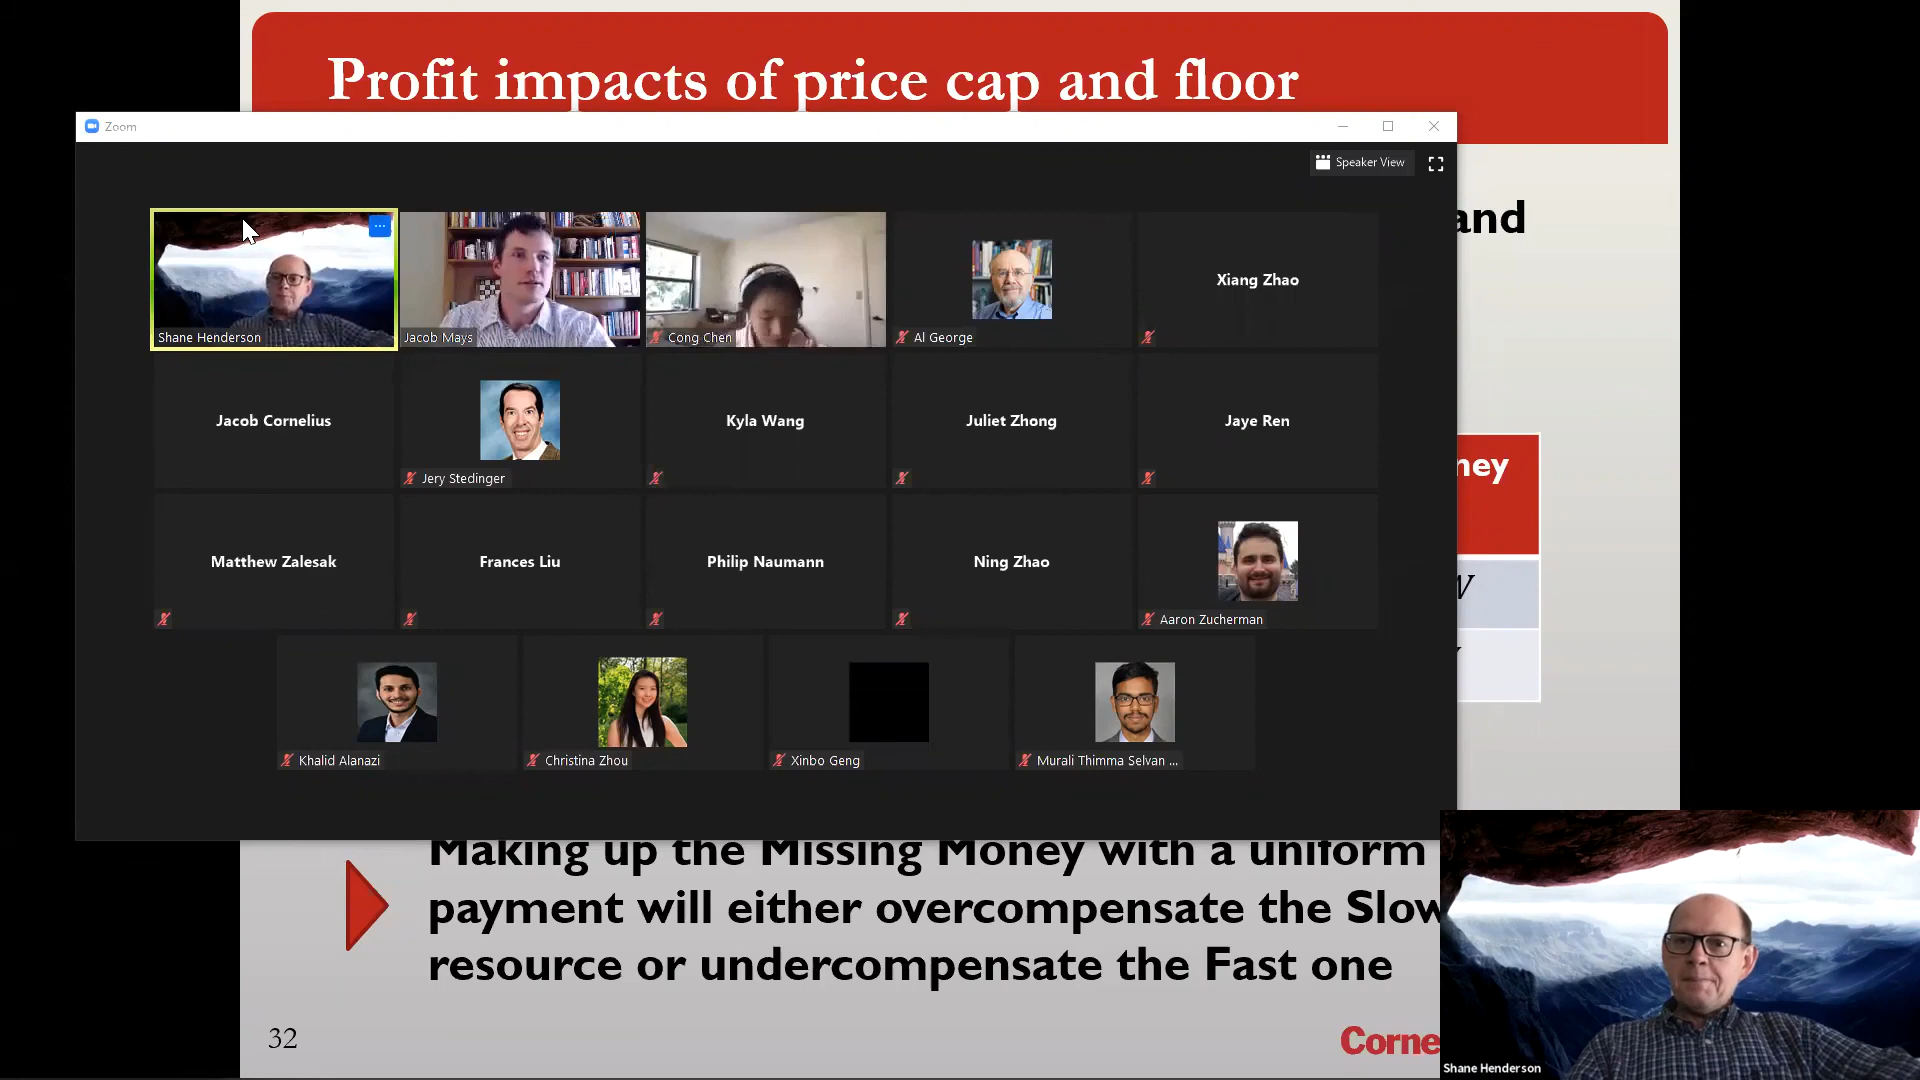 Profit impacts of price cap and floor
Zoom
Speaker View
and
Shane Henderson
Jacob Mays
Cong Chen
Al George
Xiang Zhao
Jacob Cornelius
Jery Stedinger
Kyla Wang
Juliet Zhong
Jaye Ren
ney
Matthew Zalesak
Frances Liu
Philip Naumann
Ning Zhao
Aaron Zucherman
Khalid Alanazi
Christina Zhou
Xinbo Geng
Murali Thimma Selvan ...
Making up the Missing Money with a uniform
payment will either overcompensate the Slow
resource or undercompensate the Fast one
32
Corne
Shane Henderson